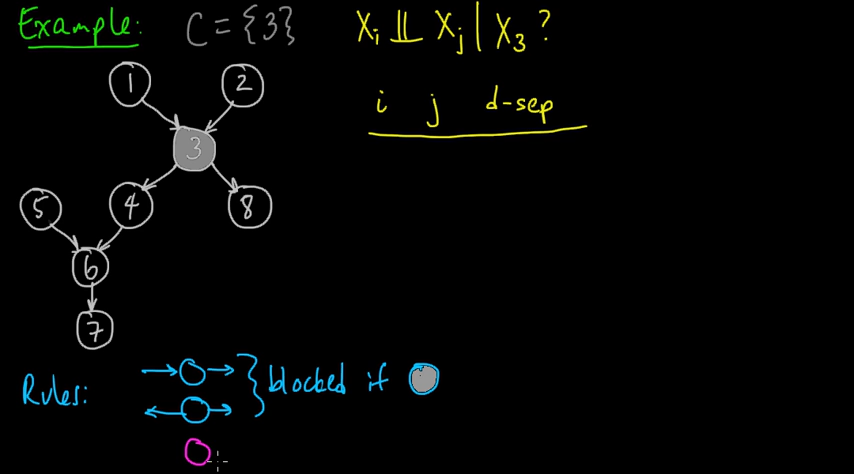 Example: C = {3} X_i ⫫ X_j | X_3 ?
i j d-sep
1 2
3
5 4 8
6
7
Rules: } blocked if